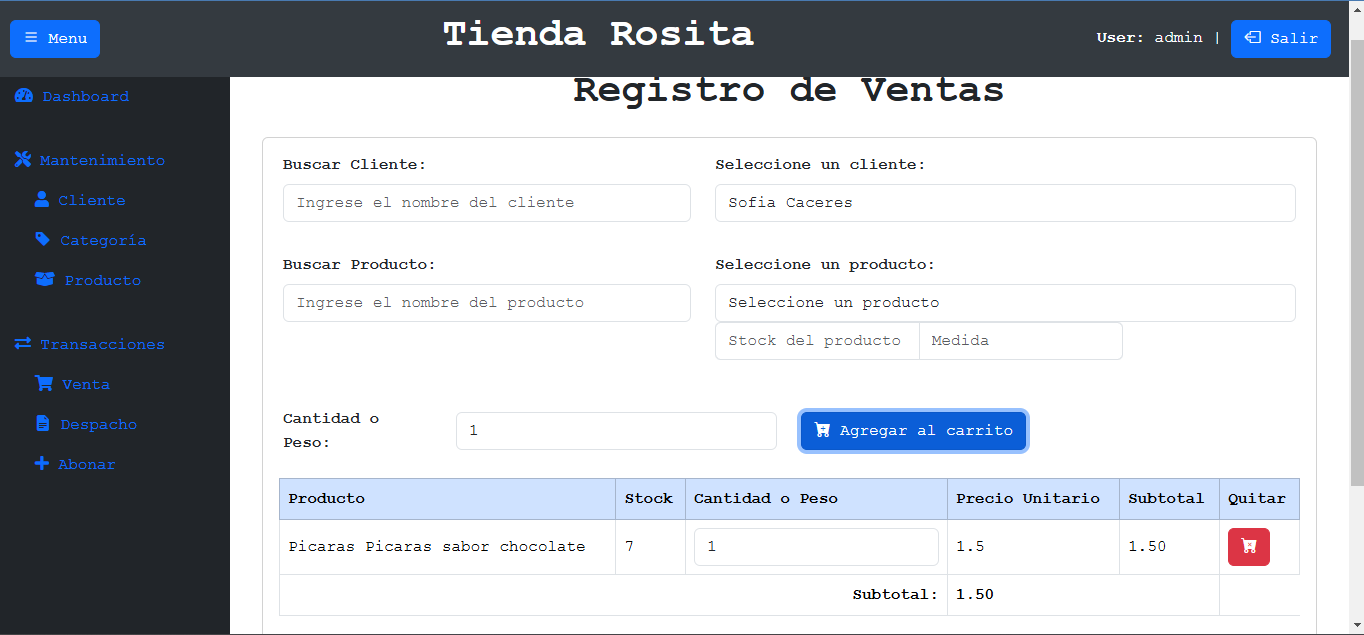 Menu
Tienda Rosita
User: admin |
Salir
Dashboard
Mantenimiento
Cliente
Categoría
Producto
Transacciones
Venta
Despacho
Abonar
Registro de Ventas
Buscar Cliente:
Seleccione un cliente:
Ingrese el nombre del cliente
Sofia Caceres
Buscar Producto:
Seleccione un producto:
Ingrese el nombre del producto
Seleccione un producto
Stock del producto
Medida
Cantidad o
Peso:
1
Agregar al carrito
Producto Stock Cantidad o Peso Precio Unitario Subtotal Quitar
Picaras Picaras sabor chocolate 7 1 1.5 1.50
Subtotal: 1.50